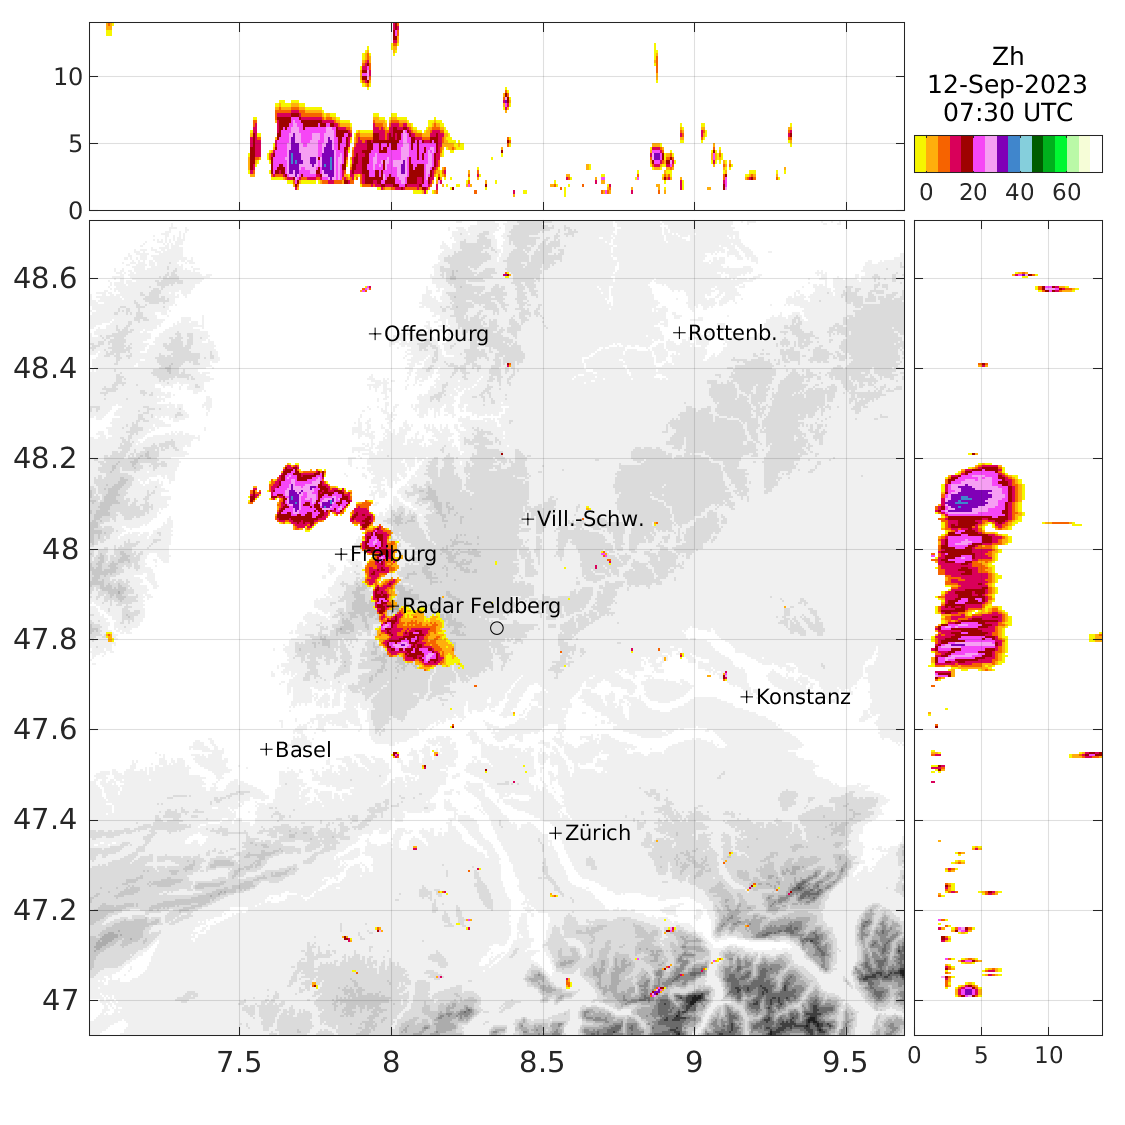 10
5
0
Zh
12-Sep-2023
07:30 UTC
0 20 40 60
48.6
48.4
48.2
48
47.8
47.6
47.4
47.2
47
Offenburg
Rottenb.
Vill.-Schw.
Freiburg
Radar Feldberg
Konstanz
Basel
Zürich
7.5 8 8.5 9 9.5
0 5 10